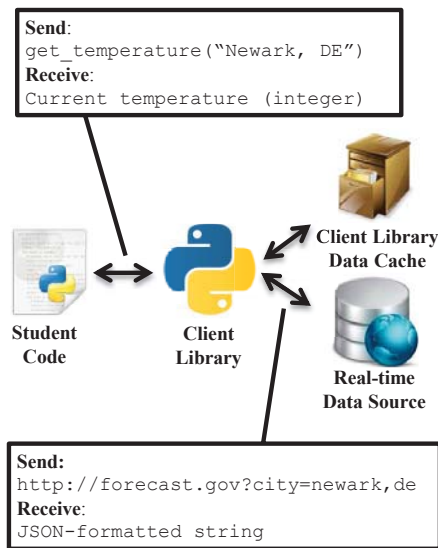 Send:
get_temperature(“Newark, DE”)
Receive:
Current temperature (integer)
Client Library
Data Cache
Student
Code
Client
Library
Real-time
Data Source
Send:
http://forecast.gov?city=newark,de
Receive:
JSON-formatted string